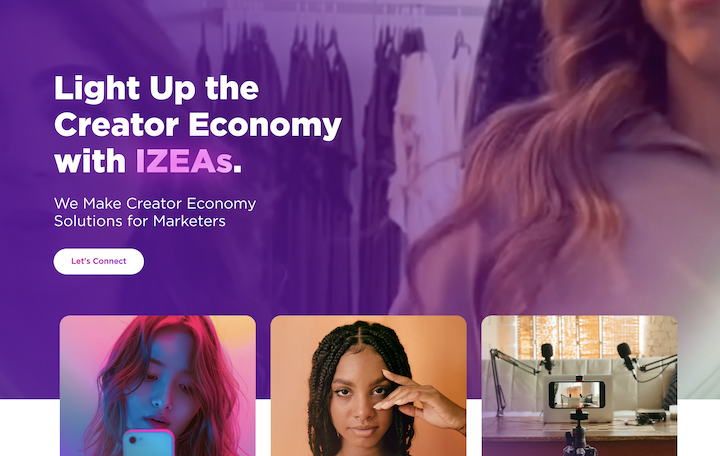 Light Up the
Creator Economy
with IZEAs.
We Make Creator Economy
Solutions for Marketers
Let's Connect